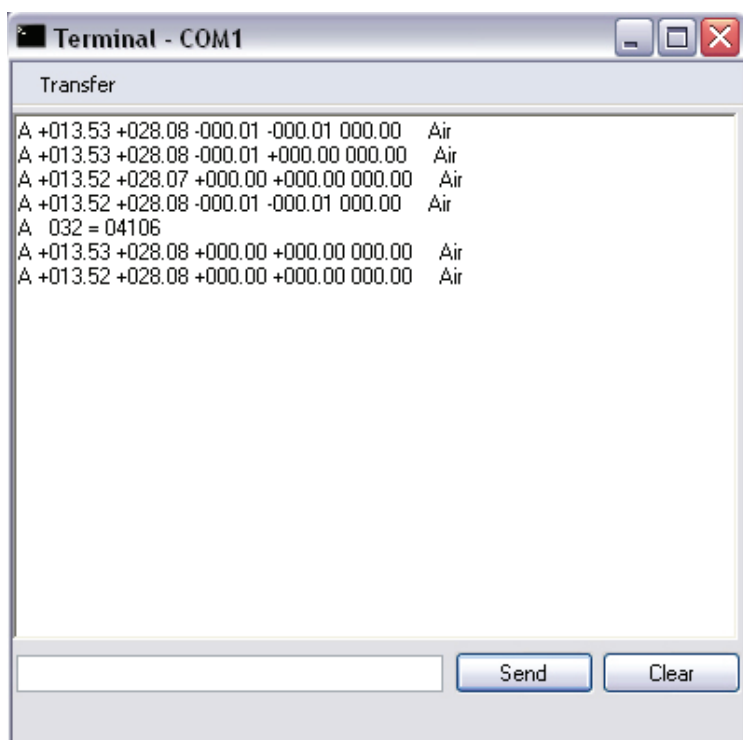 Terminal - COM1
Transfer
A +013.53 +028.08 -000.01 -000.01 000.00     Air
A +013.53 +028.08 -000.01 +000.00 000.00     Air
A +013.52 +028.07 +000.00 +000.00 000.00     Air
A +013.52 +028.08 -000.01 -000.01 000.00     Air
A   032 = 04106
A +013.53 +028.08 +000.00 +000.00 000.00     Air
A +013.52 +028.08 +000.00 +000.00 000.00     Air
Send Clear